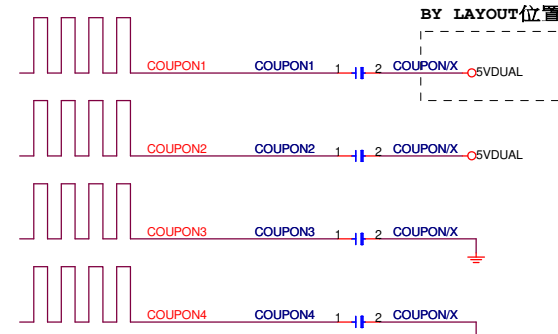 BY LAYOUT位置
COUPON1 COUPON1 1 2 COUPON/X 5VDUAL
COUPON2 COUPON2 1 2 COUPON/X 5VDUAL
COUPON3 COUPON3 1 2 COUPON/X
COUPON4 COUPON4 1 2 COUPON/X